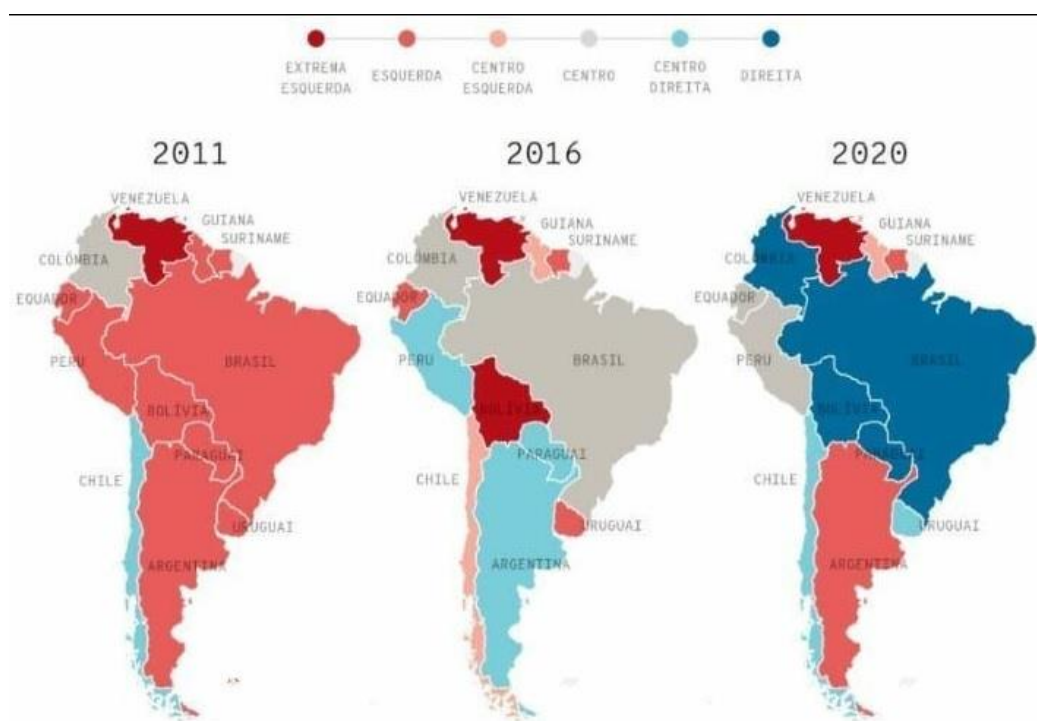 EXTREMA ESQUERDA
ESQUERDA
CENTRO ESQUERDA
CENTRO
CENTRO DIREITA
DIREITA
2011
VENEZUELA
GUIANA
SURINAME
COLÔMBIA
EQUADOR
PERU
BRASIL
BOLÍVIA
PARAGUAI
CHILE
URUGUAI
ARGENTINA
2016
VENEZUELA
GUIANA
SURINAME
COLÔMBIA
EQUADOR
PERU
BRASIL
BOLÍVIA
PARAGUAI
CHILE
URUGUAI
ARGENTINA
2020
VENEZUELA
GUIANA
SURINAME
COLÔMBIA
EQUADOR
PERU
BRASIL
BOLÍVIA
PARAGUAI
CHILE
URUGUAI
ARGENTINA